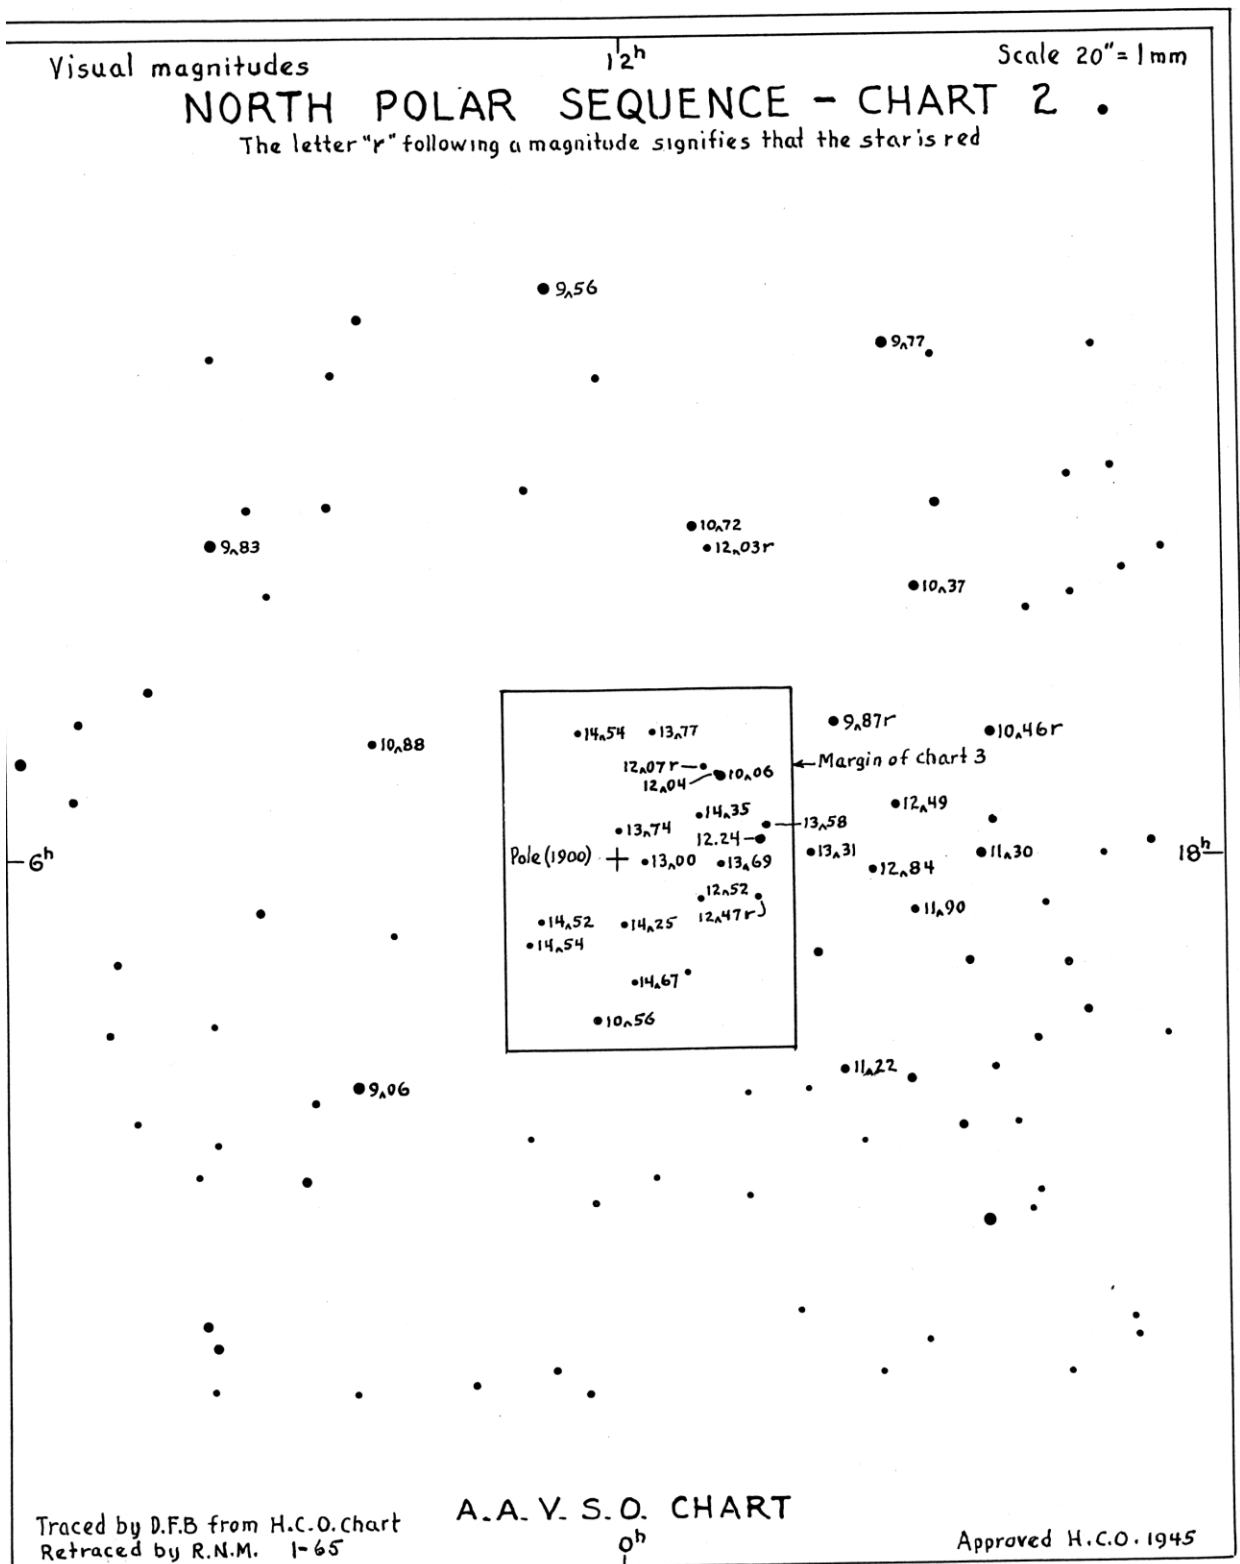 12ʰ
Visual magnitudes
Scale 20"= 1mm
NORTH POLAR SEQUENCE – CHART 2
The letter "r" following a magnitude signifies that the star is red
9‸56
9‸77
10‸72
9‸83
12‸03r
10‸37
9‸87r
10‸46r
14‸54
13‸77
10‸88
Margin of chart 3
12‸07r
10‸06
12‸04
12‸49
14‸35
13‸58
13‸74
12.24
6ʰ
Pole (1900)
13‸00
13‸69
13‸31
12‸84
11‸30
18ʰ
12‸52
12‸47r
11‸90
14‸52
14‸25
14‸54
14‸67
10‸56
11‸22
9‸06
A.A.V.S.O. CHART
Traced by D.F.B from H.C.O. Chart
0ʰ
Approved H.C.O. 1945
Retraced by R.N.M. 1-65